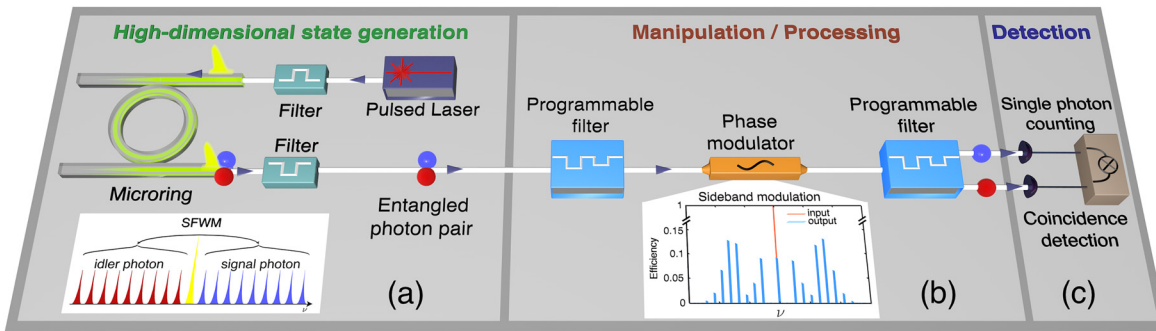 High-dimensional state generation
Filter
Pulsed Laser
Filter
Microring
Entangled
photon pair
SFWM
idler photon
signal photon
ν
(a)
Manipulation / Processing
Programmable
filter
Phase
modulator
Programmable
filter
Sideband modulation
input
output
1
0.15
0.1
0.05
0
Efficiency
ν
(b)
Detection
Single photon
counting
Coincidence
detection
(c)